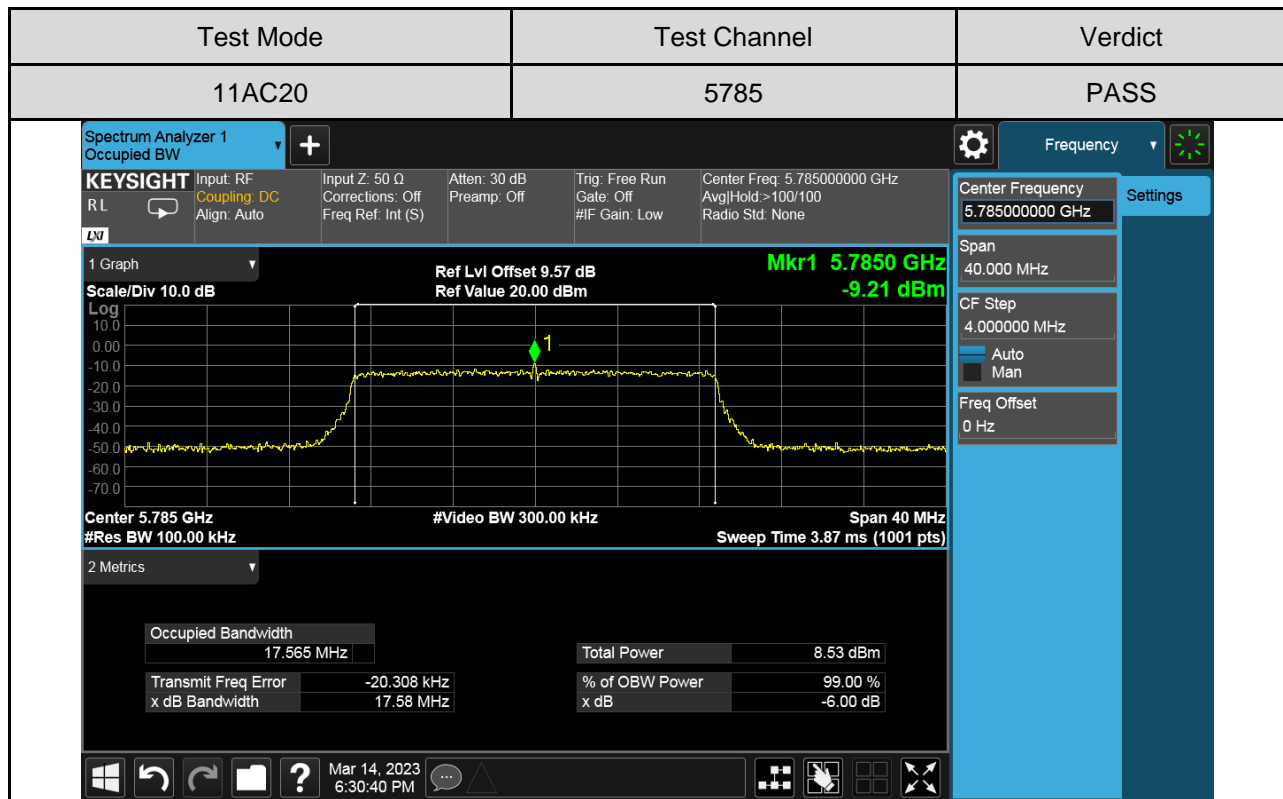 Test Mode Test Channel Verdict
11AC20 5785 PASS
Spectrum Analyzer 1
Occupied BW
+
Frequency
KEYSIGHT Input: RF Input Z: 50 Ω Atten: 30 dB Trig: Free Run Center Freq: 5.785000000 GHz
R L Coupling: DC Corrections: Off Preamp: Off Gate: Off Avg|Hold:>100/100
Align: Auto Freq Ref: Int (S) #IF Gain: Low Radio Std: None
LXI
Center Frequency
5.785000000 GHz
Settings
Span
40.000 MHz
CF Step
4.000000 MHz
Auto
Man
Freq Offset
0 Hz
1 Graph Ref Lvl Offset 9.57 dB Mkr1 5.7850 GHz
Scale/Div 10.0 dB Ref Value 20.00 dBm -9.21 dBm
Log
10.0
0.00
1
-10.0
-20.0
-30.0
-40.0
-50.0
-60.0
-70.0
Center 5.785 GHz #Video BW 300.00 kHz Span 40 MHz
#Res BW 100.00 kHz Sweep Time 3.87 ms (1001 pts)
2 Metrics
Occupied Bandwidth
17.565 MHz Total Power 8.53 dBm
Transmit Freq Error -20.308 kHz % of OBW Power 99.00 %
x dB Bandwidth 17.58 MHz x dB -6.00 dB
? Mar 14, 2023
6:30:40 PM